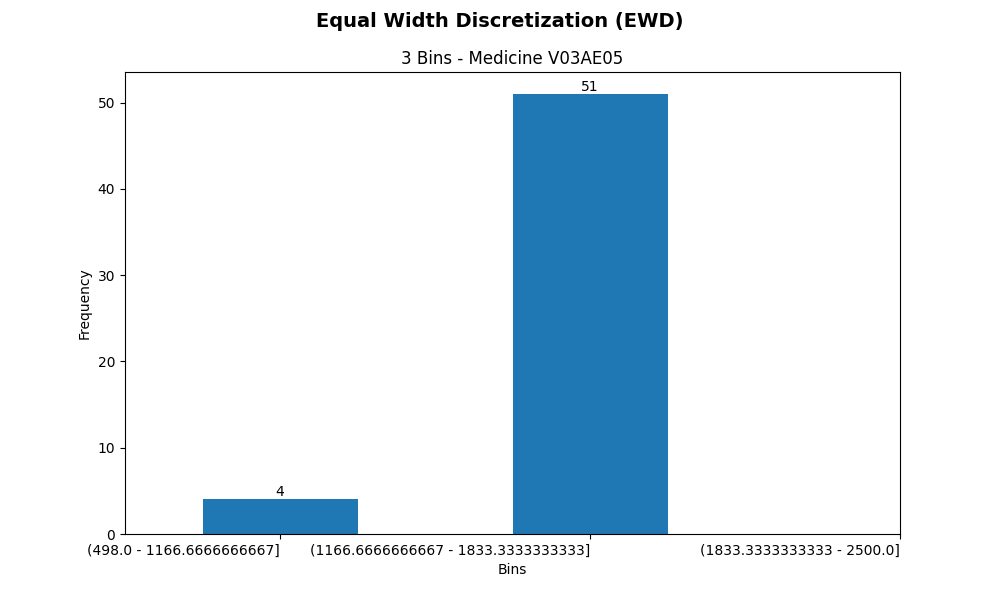 Equal Width Discretization (EWD)
3 Bins - Medicine V03AE05
51
50
40
30
20
10
4
0
Frequency
(498.0 - 1166.6666666667]
(1166.6666666667 - 1833.3333333333]
(1833.3333333333 - 2500.0]
Bins